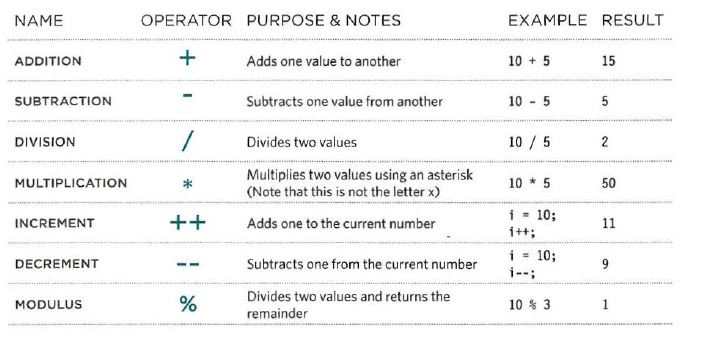 NAME OPERATOR PURPOSE & NOTES EXAMPLE RESULT
ADDITION + Adds one value to another 10 + 5 15
SUBTRACTION - Subtracts one value from another 10 - 5 5
DIVISION / Divides two values 10 / 5 2
MULTIPLICATION * Multiplies two values using an asterisk (Note that this is not the letter x) 10 * 5 50
INCREMENT ++ Adds one to the current number i = 10; i++; 11
DECREMENT -- Subtracts one from the current number i = 10; i--; 9
MODULUS % Divides two values and returns the remainder 10 % 3 1